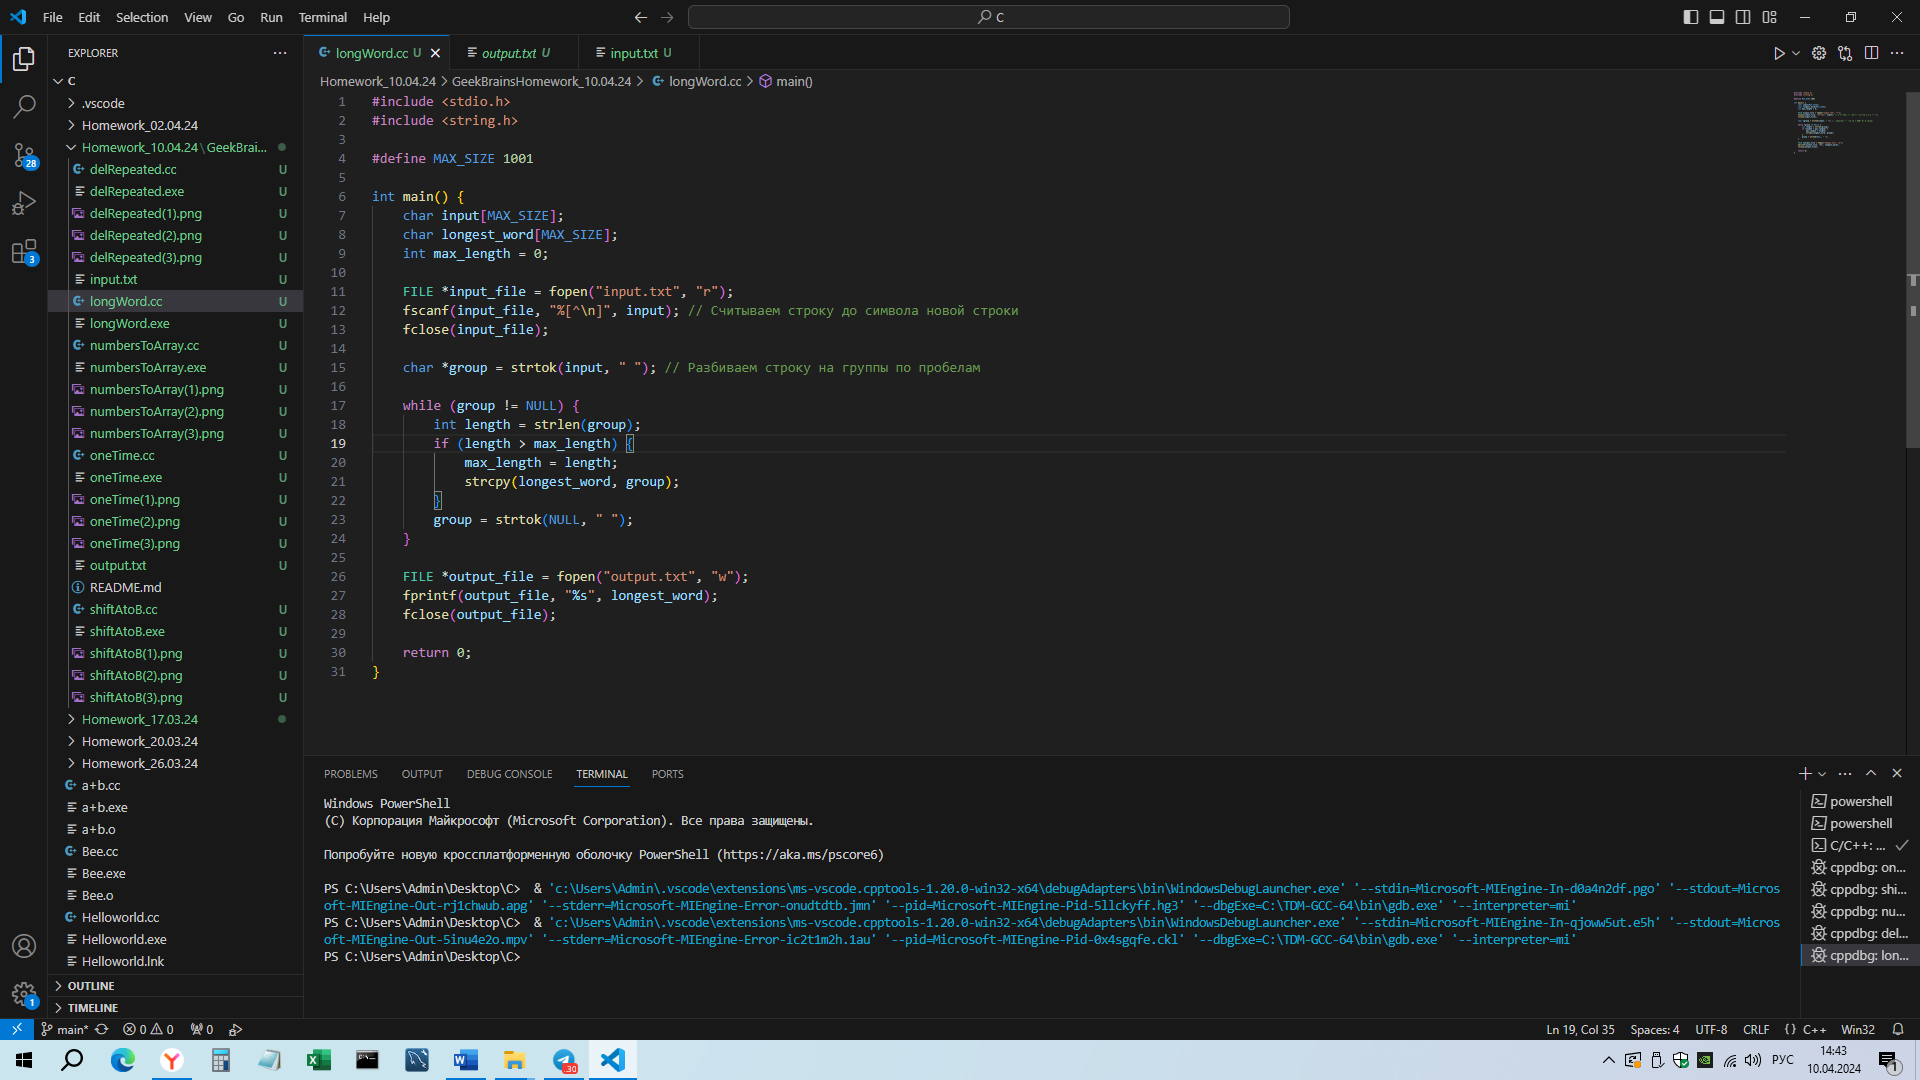 File Edit Selection View Go Run Terminal Help
C
EXPLORER
C
.vscode
Homework_02.04.24
Homework_10.04.24\GeekBrai...
delRepeated.cc U
delRepeated.exe U
delRepeated(1).png U
delRepeated(2).png U
delRepeated(3).png U
input.txt U
longWord.cc U
longWord.exe U
numbersToArray.cc U
numbersToArray.exe U
numbersToArray(1).png U
numbersToArray(2).png U
numbersToArray(3).png U
oneTime.cc U
oneTime.exe U
oneTime(1).png U
oneTime(2).png U
oneTime(3).png U
output.txt U
README.md
shiftAtoB.cc U
shiftAtoB.exe U
shiftAtoB(1).png U
shiftAtoB(2).png U
shiftAtoB(3).png U
Homework_17.03.24
Homework_20.03.24
Homework_26.03.24
a+b.cc
a+b.exe
a+b.o
Bee.cc
Bee.exe
Bee.o
Helloworld.cc
Helloworld.exe
Helloworld.lnk
OUTLINE
TIMELINE
28
3
1
longWord.cc U output.txt U input.txt U
Homework_10.04.24 > GeekBrainsHomework_10.04.24 > longWord.cc > main()
1 #include <stdio.h>
2 #include <string.h>
3
4 #define MAX_SIZE 1001
5
6 int main() {
7 char input[MAX_SIZE];
8 char longest_word[MAX_SIZE];
9 int max_length = 0;
10
11 FILE *input_file = fopen("input.txt", "r");
12 fscanf(input_file, "%[^\n]", input); // Считываем строку до символа новой строки
13 fclose(input_file);
14
15 char *group = strtok(input, " "); // Разбиваем строку на группы по пробелам
16
17 while (group != NULL) {
18 int length = strlen(group);
19 if (length > max_length) {
20 max_length = length;
21 strcpy(longest_word, group);
22 }
23 group = strtok(NULL, " ");
24 }
25
26 FILE *output_file = fopen("output.txt", "w");
27 fprintf(output_file, "%s", longest_word);
28 fclose(output_file);
29
30 return 0;
31 }
PROBLEMS OUTPUT DEBUG CONSOLE TERMINAL PORTS
Windows PowerShell
(C) Корпорация Майкрософт (Microsoft Corporation). Все права защищены.
Попробуйте новую кроссплатформенную оболочку PowerShell (https://aka.ms/pscore6)
PS C:\Users\Admin\Desktop\C>  & 'c:\Users\Admin\.vscode\extensions\ms-vscode.cpptools-1.20.0-win32-x64\debugAdapters\bin\WindowsDebugLauncher.exe' '--stdin=Microsoft-MIEngine-In-d0a4n2df.pgo' '--stdout=Micros
oft-MIEngine-Out-rj1chwub.apg' '--stderr=Microsoft-MIEngine-Error-onudtdtb.jmn' '--pid=Microsoft-MIEngine-Pid-5llckyff.hg3' '--dbgExe=C:\TDM-GCC-64\bin\gdb.exe' '--interpreter=mi'
PS C:\Users\Admin\Desktop\C>  & 'c:\Users\Admin\.vscode\extensions\ms-vscode.cpptools-1.20.0-win32-x64\debugAdapters\bin\WindowsDebugLauncher.exe' '--stdin=Microsoft-MIEngine-In-qjoww5ut.e5h' '--stdout=Micros
oft-MIEngine-Out-5inu4e2o.mpv' '--stderr=Microsoft-MIEngine-Error-ic2t1m2h.1au' '--pid=Microsoft-MIEngine-Pid-0x4sgqfe.ckl' '--dbgExe=C:\TDM-GCC-64\bin\gdb.exe' '--interpreter=mi'
PS C:\Users\Admin\Desktop\C>
powershell
powershell
C/C++: ...
cppdbg: on...
cppdbg: shi...
cppdbg: nu...
cppdbg: del...
cppdbg: lon...
main* 0 0 0 Ln 19, Col 35 Spaces: 4 UTF-8 CRLF {} C++ Win32
.30
РУС
14:43
10.04.2024
1